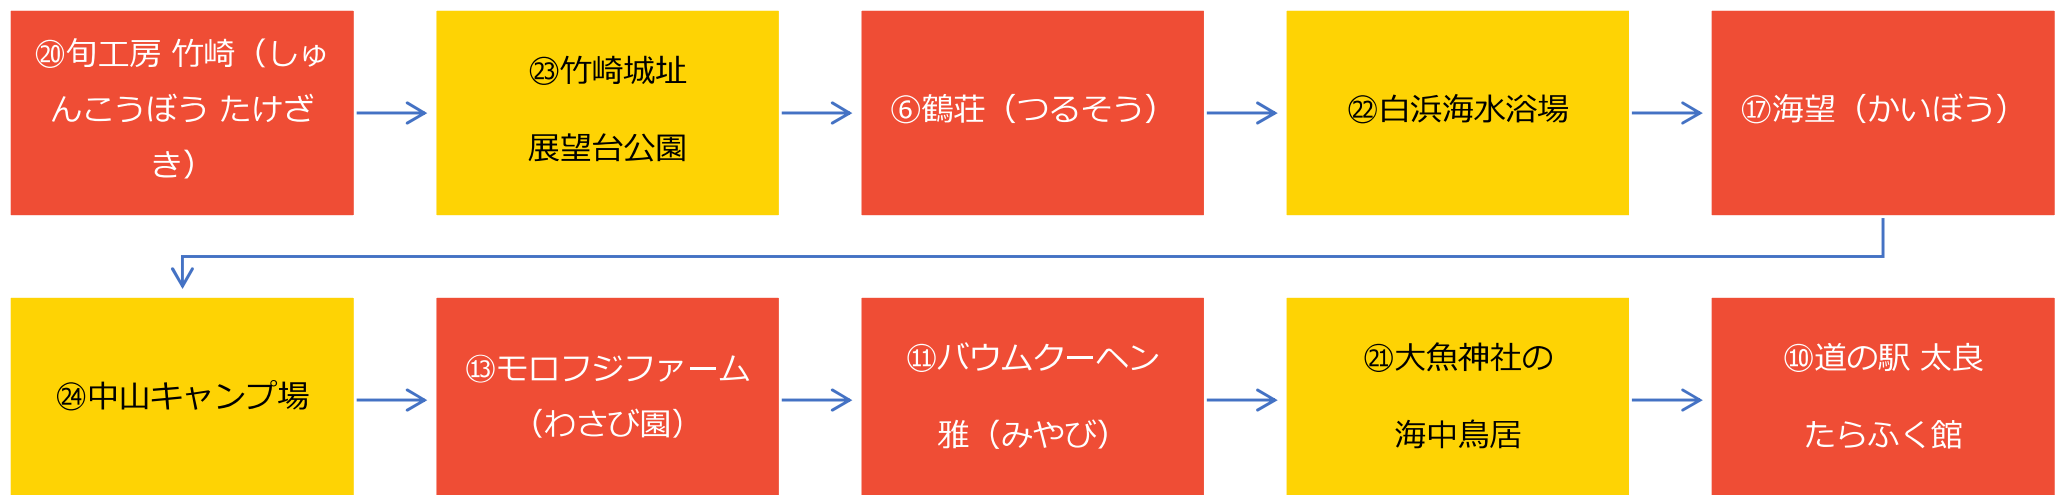 ⑳旬工房 竹崎（しゅ
んこうぼう たけざ
き）
㉓竹崎城址
展望台公園
⑥鶴荘（つるそう）
㉒白浜海水浴場
⑰海望（かいぼう）
㉔中山キャンプ場
⑬モロフジファーム
（わさび園）
⑪バウムクーヘン
雅（みやび）
㉑大魚神社の
海中鳥居
⑩道の駅 太良
たらふく館